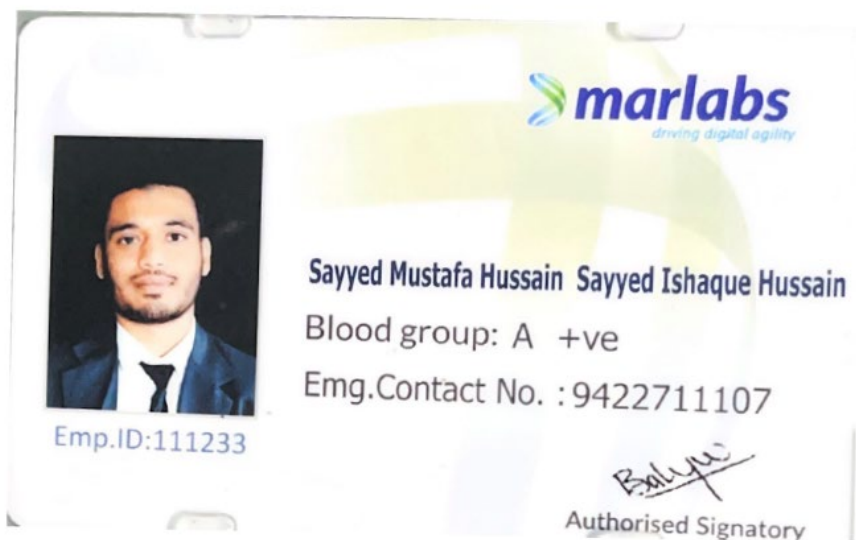 marlabs
driving digital agility
Sayyed Mustafa Hussain Sayyed Ishaque Hussain
Blood group: A +ve
Emg.Contact No. :9422711107
Emp.ID:111233
Authorised Signatory